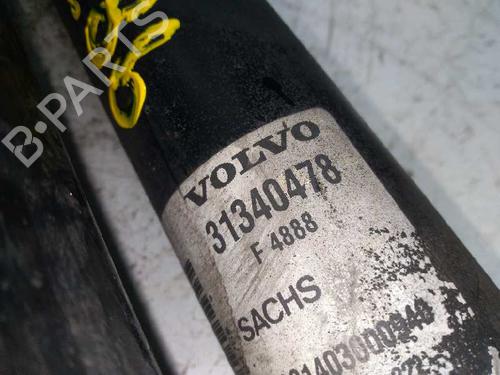 B-PARTS
VOLVO
31340478
F 4888
SACHS